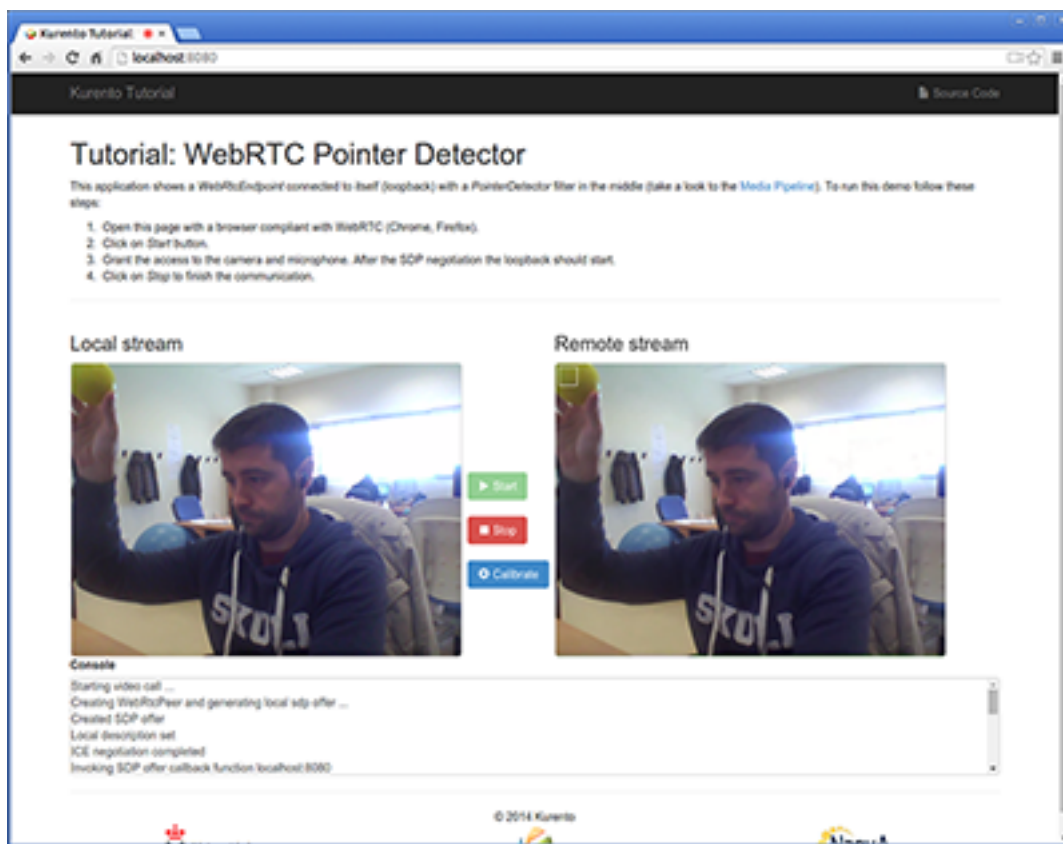 Kurento Tutorial
localhost:8080
Kurento Tutorial
Source Code
Tutorial: WebRTC Pointer Detector
This application shows a WebRtcEndpoint connected to itself (loopback) with a PointerDetector filter in the middle (take a look to the Media Pipeline). To run this demo follow these
steps:
1. Open this page with a browser compliant with WebRTC (Chrome, Firefox).
2. Click on Start button.
3. Grant the access to the camera and microphone. After the SDP negotiation the loopback should start.
4. Click on Stop to finish the communication.
Local stream
Remote stream
Start
Stop
Calibrate
Console
Starting video call ...
Creating WebRtcPeer and generating local sdp offer ...
Created SDP offer
Local description set
ICE negotiation completed
Invoking SDP offer callback function localhost:8080
© 2014 Kurento